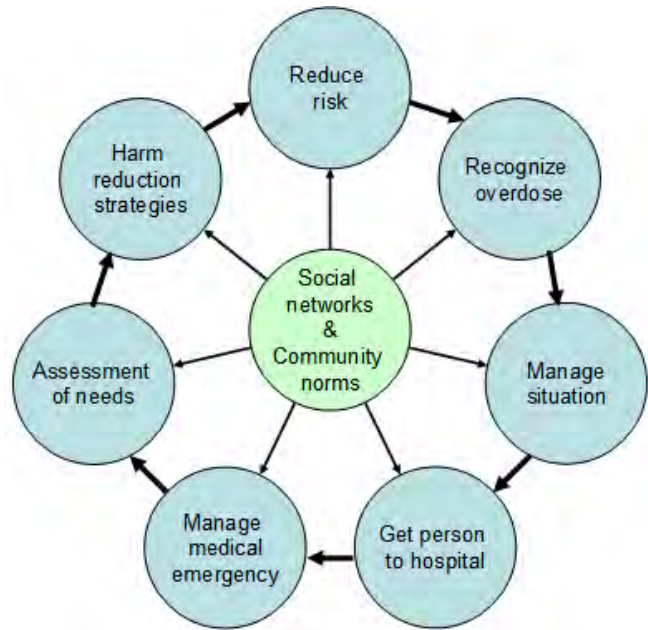 Reduce
risk
Recognize
overdose
Manage
situation
Get person
to hospital
Manage
medical
emergency
Assessment
of needs
Harm
reduction
strategies
Social
networks
&
Community
norms